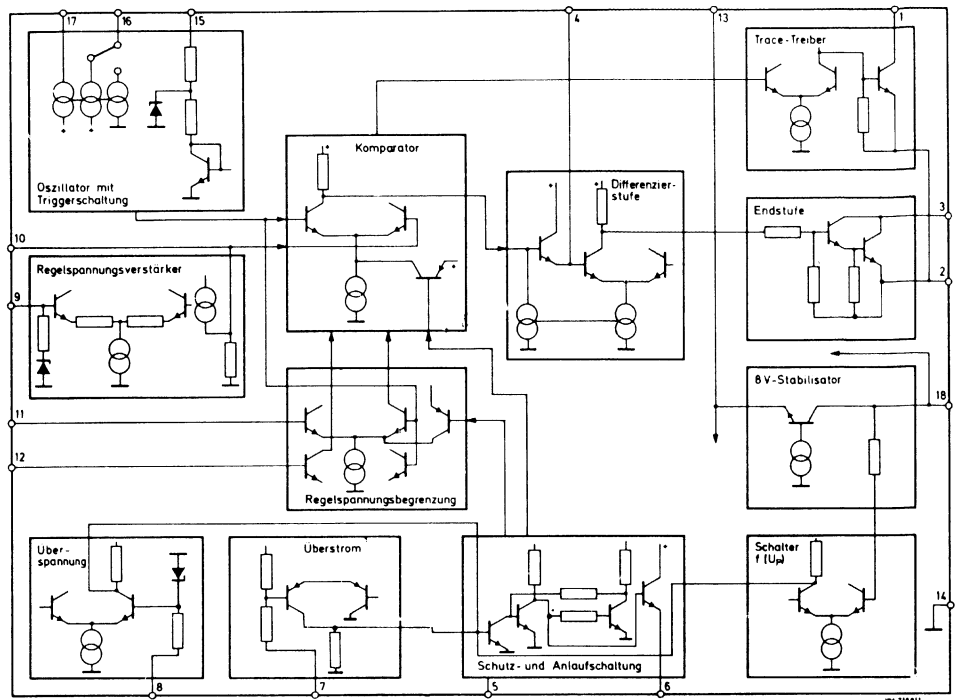 17
16
15
4
13
1
Trace-Treiber
Komparator
Oszillator mit
Triggerschaltung
Differenzier-
stufe
Endstufe
3
10
Regelspannungsverstärker
2
9
8V-Stabilisator
18
11
12
Regelspannungsbegrenzung
Über-
spannung
Überstrom
Schalter
f (Up)
14
Schutz- und Anlaufschaltung
8
7
5
6